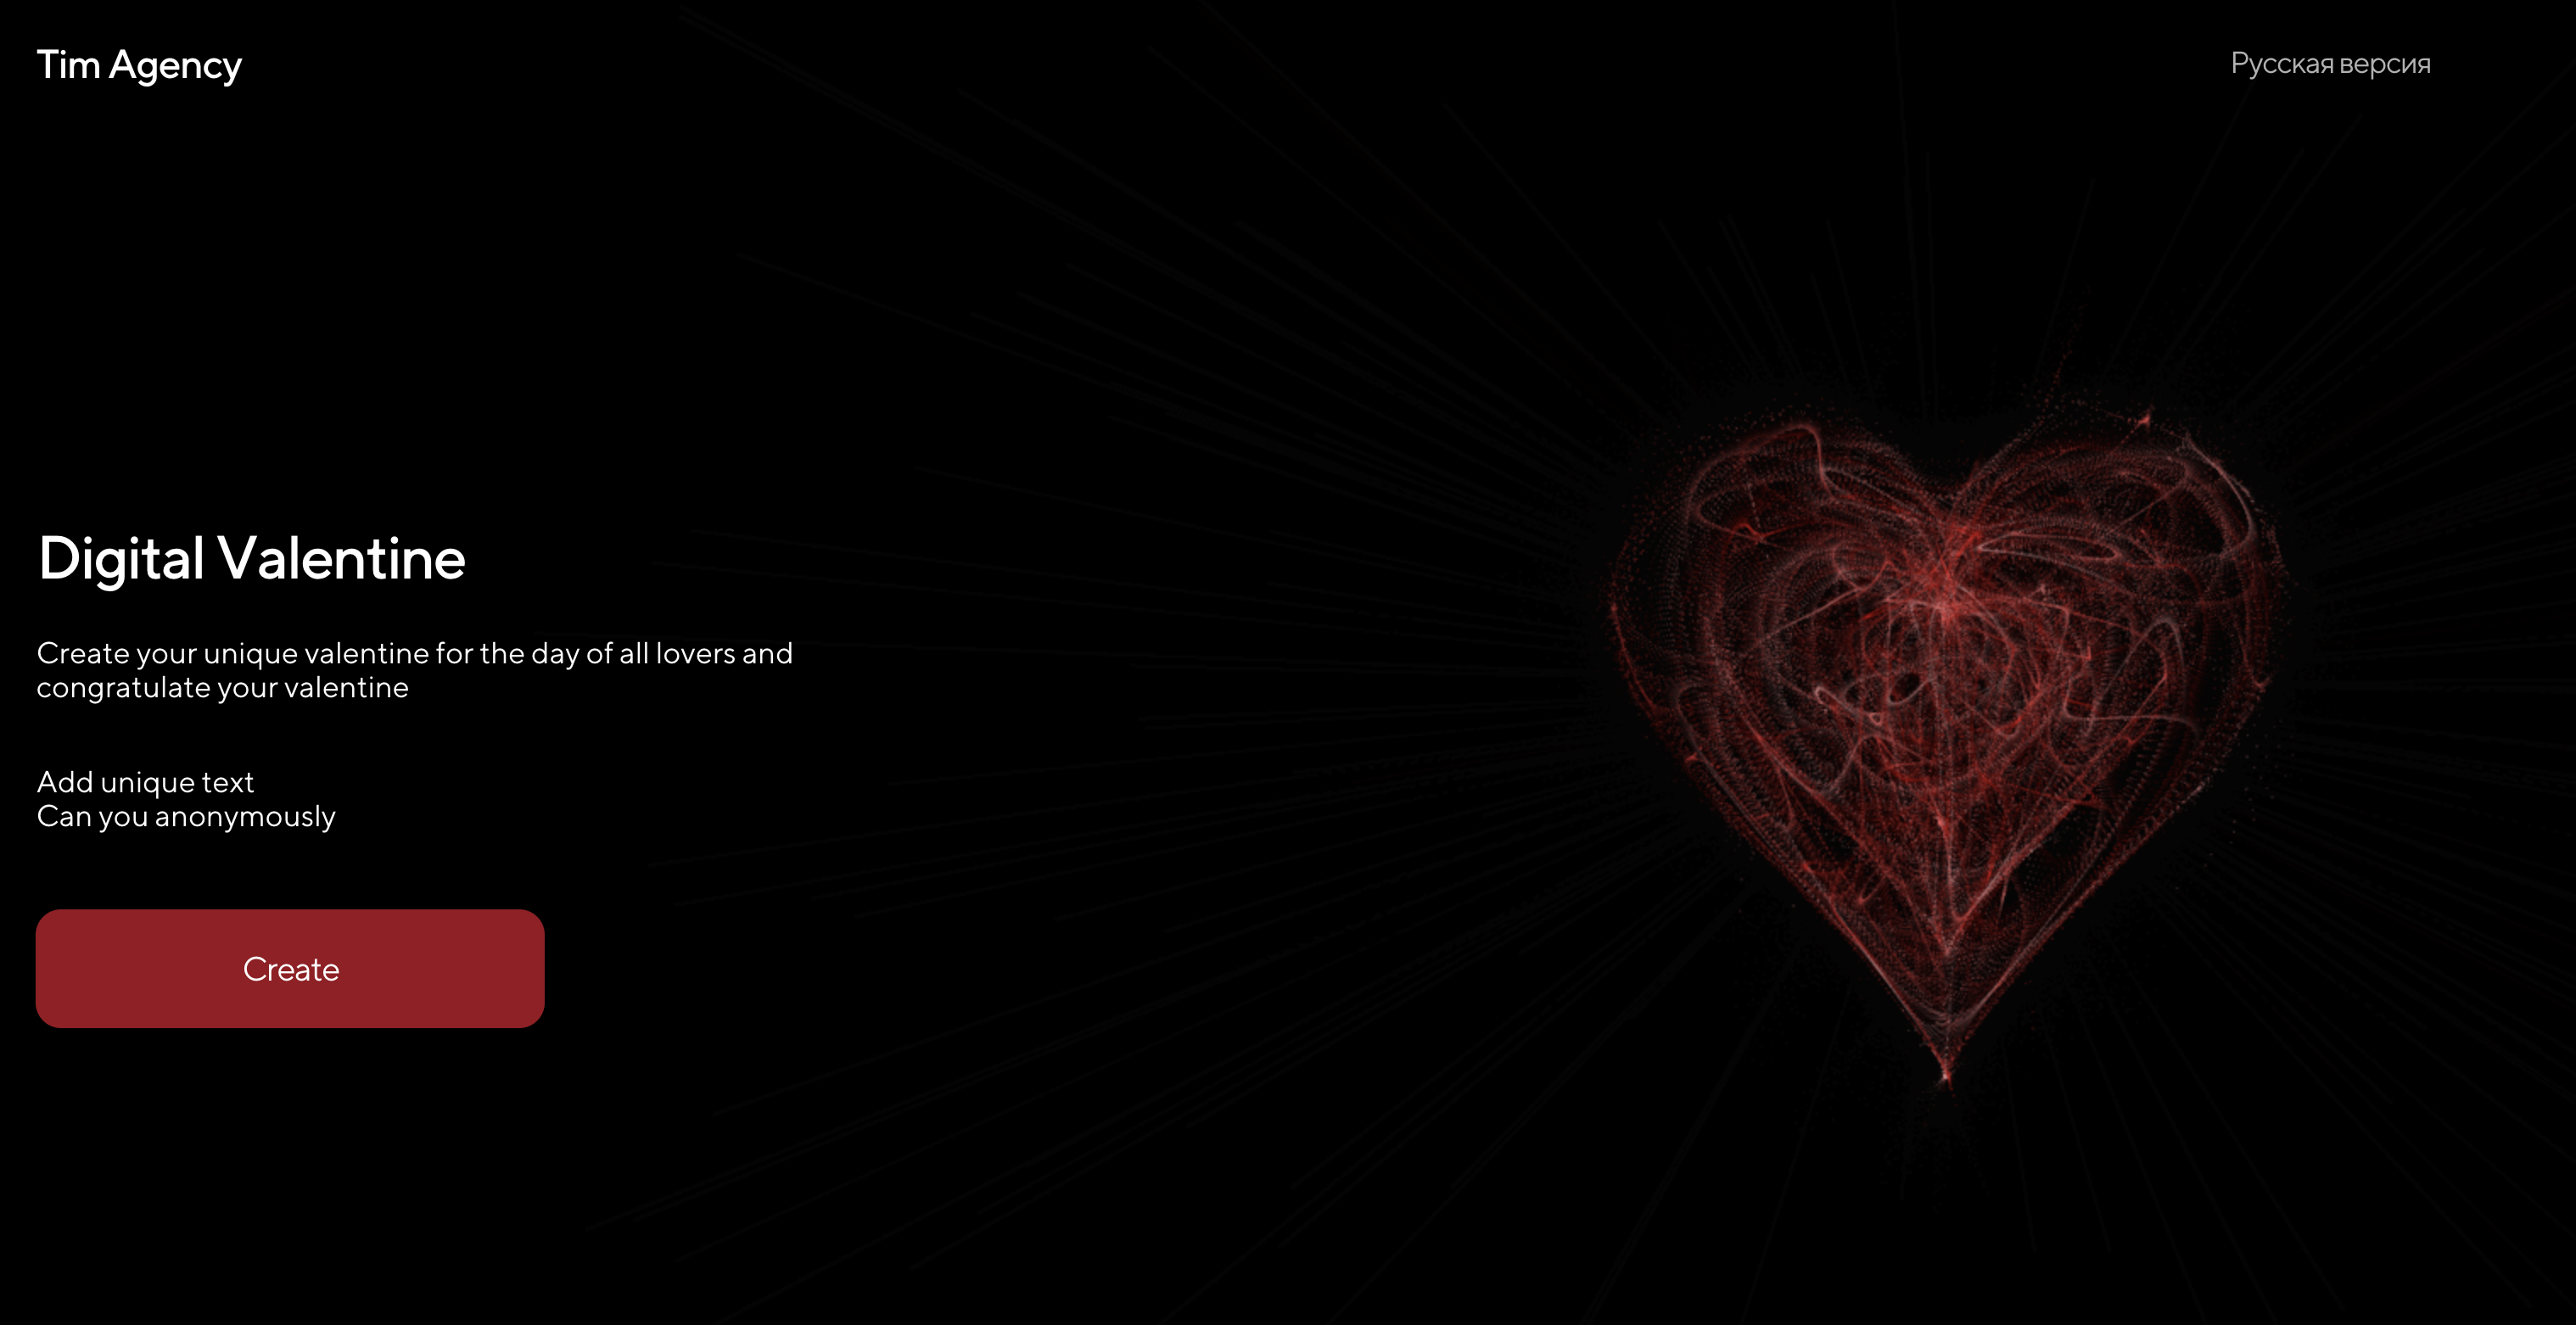 Tim Agency
Русская версия
Digital Valentine
Create your unique valentine for the day of all lovers and
congratulate your valentine
Add unique text
Can you anonymously
Create